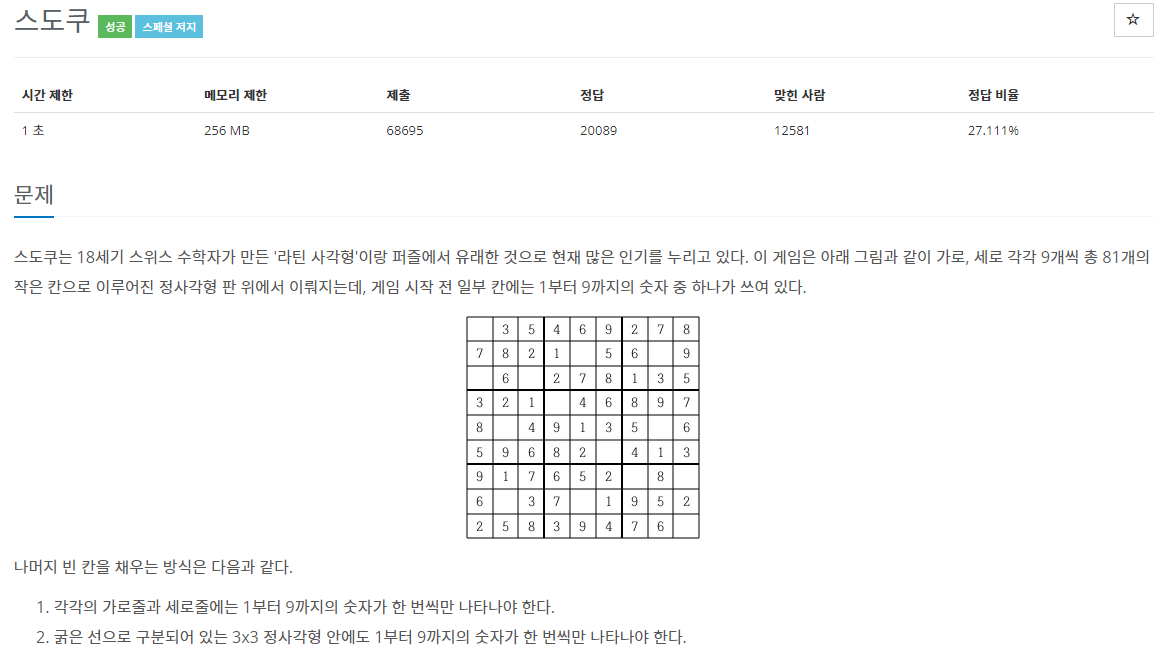 스도쿠 성공 스페셜 저지
☆
시간 제한 메모리 제한 제출 정답 맞힌 사람 정답 비율
1 초 256 MB 68695 20089 12581 27.111%
문제
스도쿠는 18세기 스위스 수학자가 만든 '라틴 사각형'이랑 퍼즐에서 유래한 것으로 현재 많은 인기를 누리고 있다. 이 게임은 아래 그림과 같이 가로, 세로 각각 9개씩 총 81개의
작은 칸으로 이루어진 정사각형 판 위에서 이뤄지는데, 게임 시작 전 일부 칸에는 1부터 9까지의 숫자 중 하나가 쓰여 있다.
3 5 4 6 9 2 7 8
7 8 2 1 5 6 9
6 2 7 8 1 3 5
3 2 1 4 6 8 9 7
8 4 9 1 3 5 6
5 9 6 8 2 4 1 3
9 1 7 6 5 2 8
6 3 7 1 9 5 2
2 5 8 3 9 4 7 6
나머지 빈 칸을 채우는 방식은 다음과 같다.
1. 각각의 가로줄과 세로줄에는 1부터 9까지의 숫자가 한 번씩만 나타나야 한다.
2. 굵은 선으로 구분되어 있는 3x3 정사각형 안에도 1부터 9까지의 숫자가 한 번씩만 나타나야 한다.